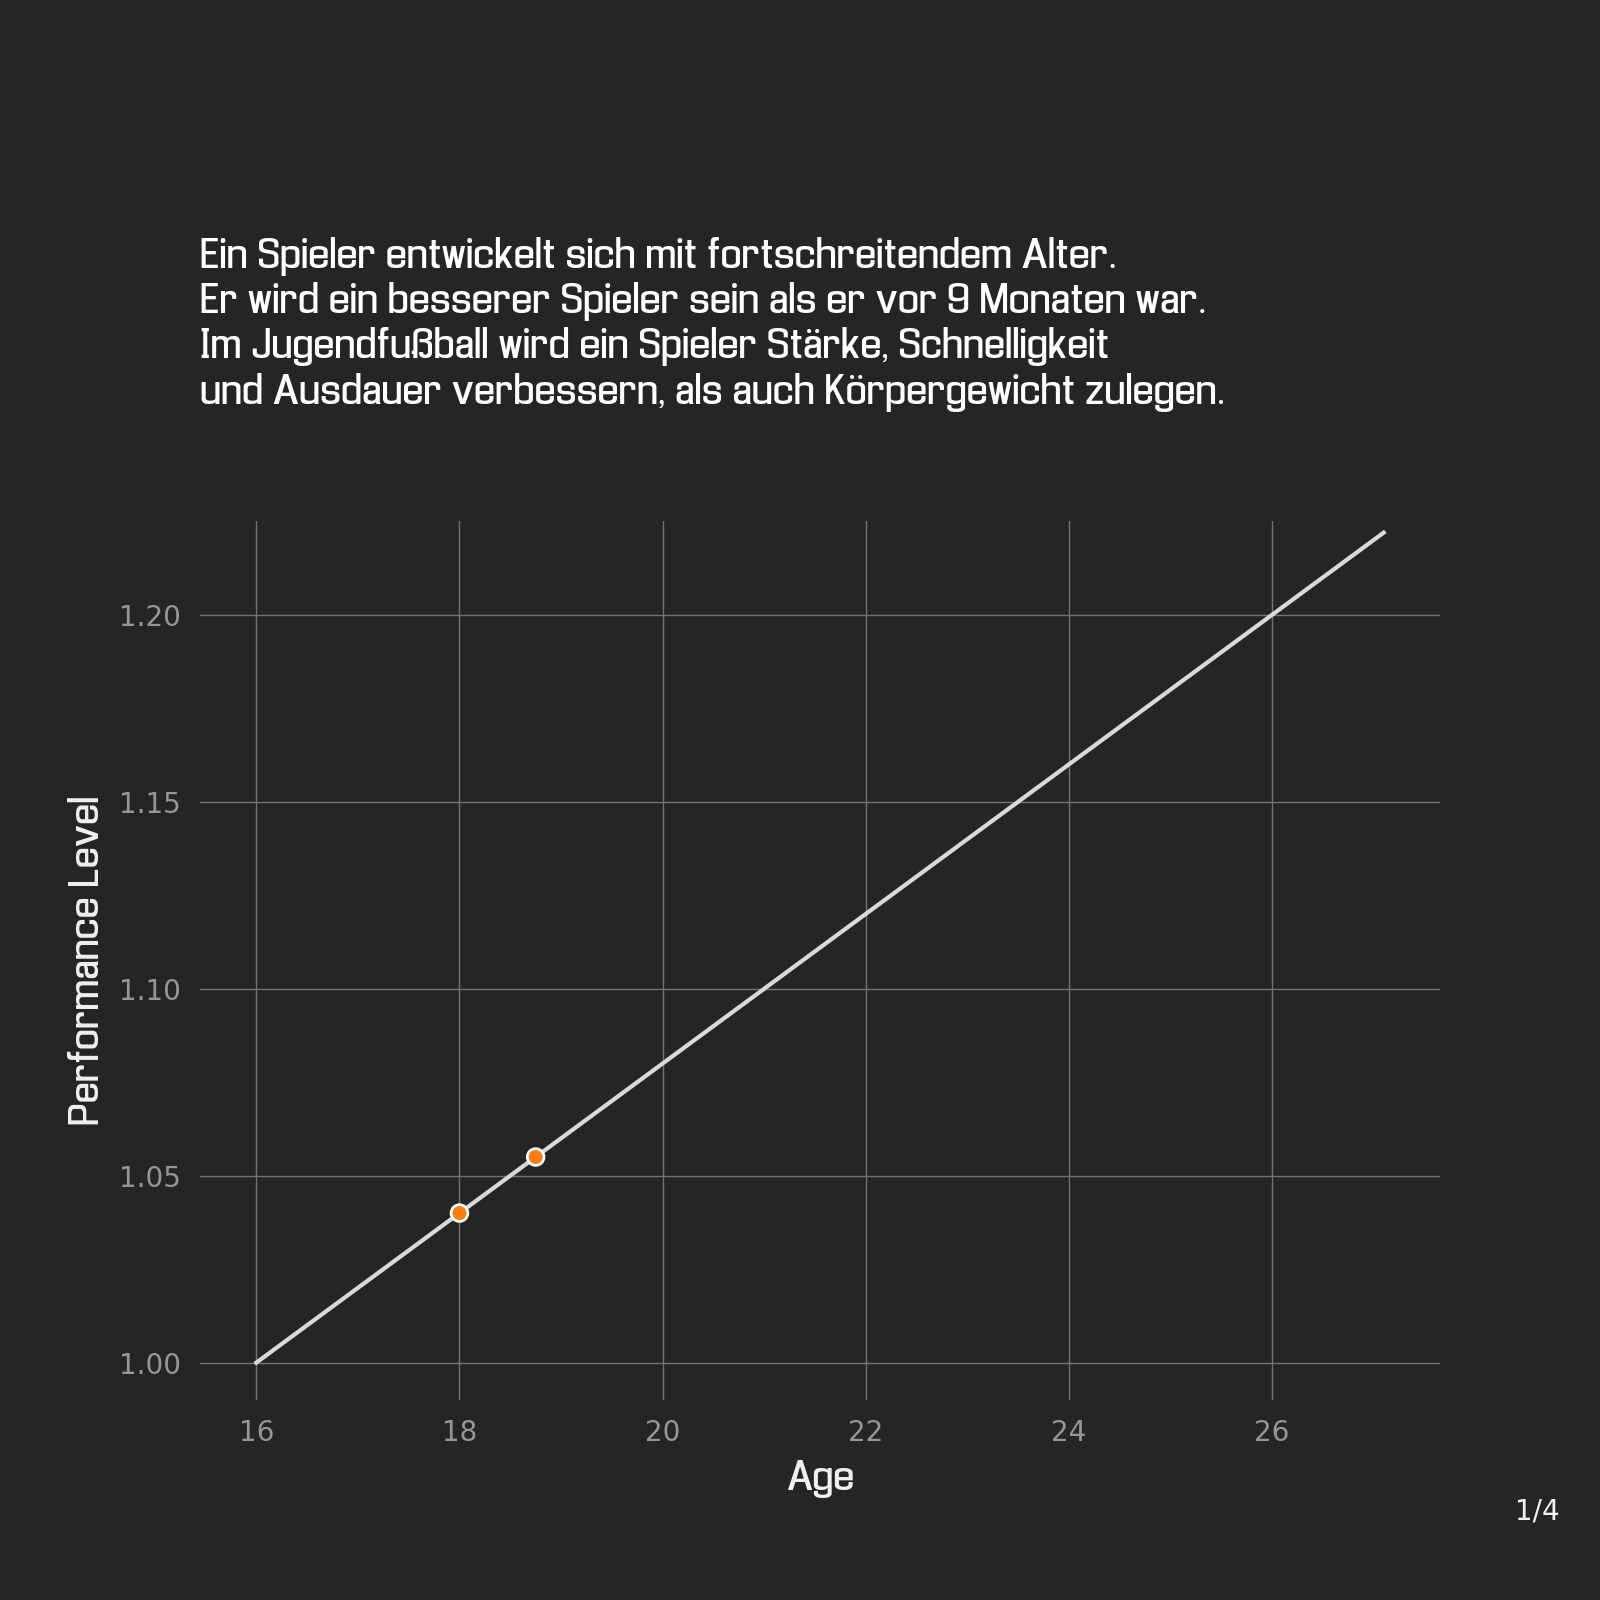 Ein Spieler entwickelt sich mit fortschreitendem Alter.
Er wird ein besserer Spieler sein als er vor 9 Monaten war.
Im Jugendfußball wird ein Spieler Stärke, Schnelligkeit
und Ausdauer verbessern, als auch Körpergewicht zulegen.
1.20
1.15
1.10
1.05
1.00
Performance Level
16 18 20 22 24 26
Age
1/4